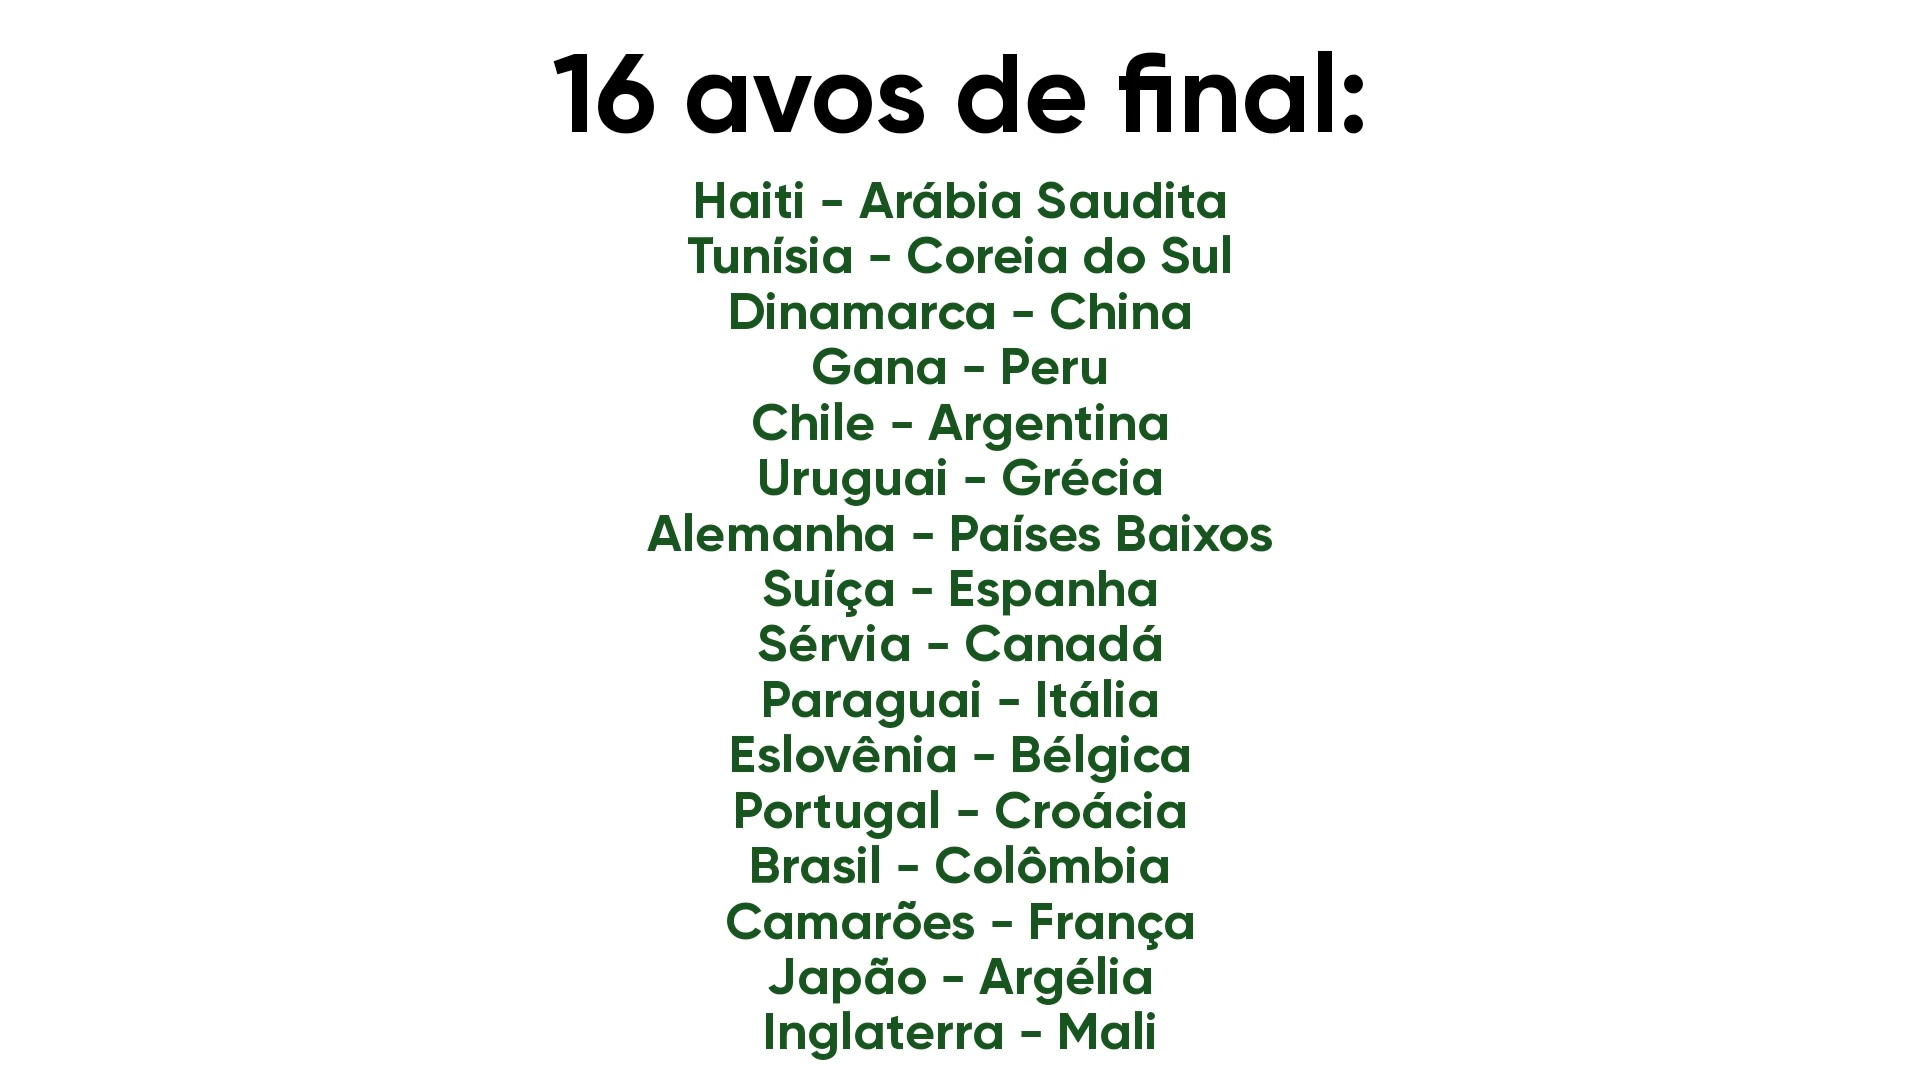 16 avos de final:
Haiti - Arábia Saudita
Tunísia - Coreia do Sul
Dinamarca - China
Gana - Peru
Chile - Argentina
Uruguai - Grécia
Alemanha - Países Baixos
Suíça - Espanha
Sérvia - Canadá
Paraguai - Itália
Eslovênia - Bélgica
Portugal - Croácia
Brasil - Colômbia
Camarões - França
Japão - Argélia
Inglaterra - Mali